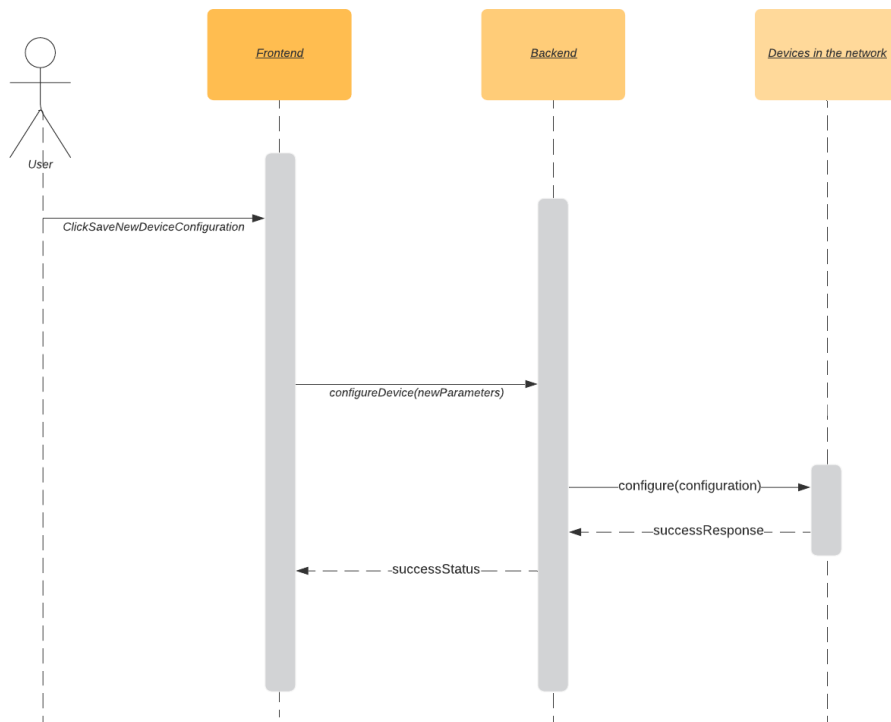 Frontend
Backend
Devices in the network
User
ClickSaveNewDeviceConfiguration
configureDevice(newParameters)
configure(configuration)
successResponse
successStatus